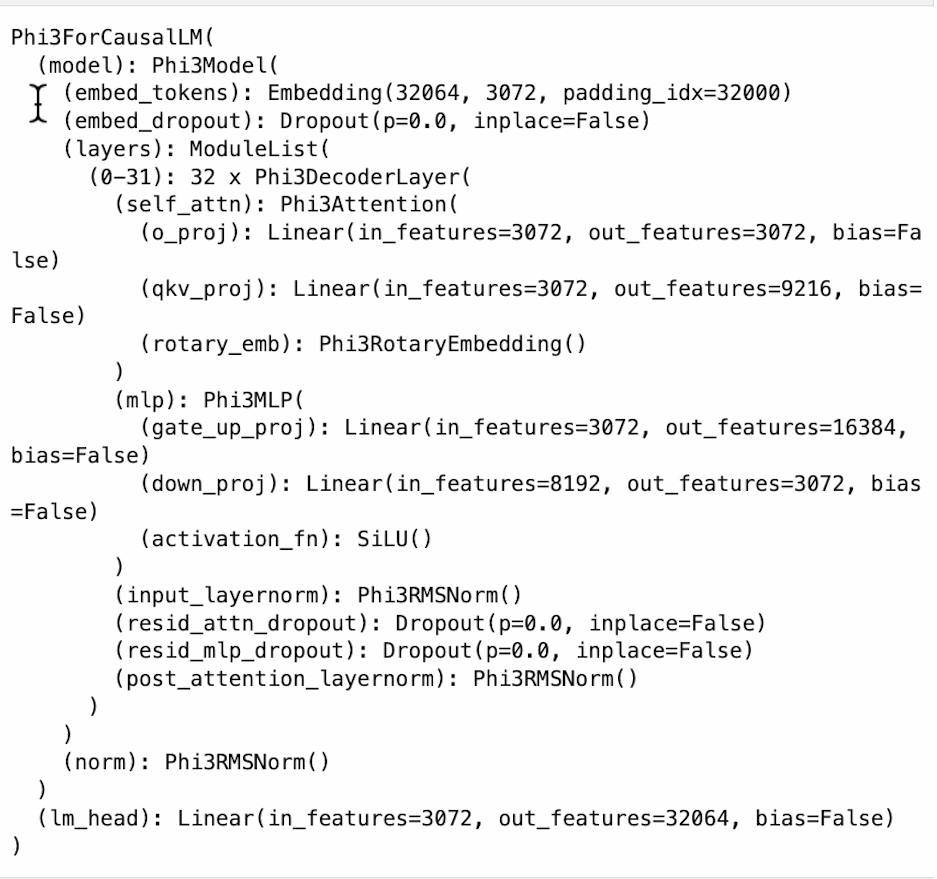 Phi3ForCausalLM(
  (model): Phi3Model(
    (embed_tokens): Embedding(32064, 3072, padding_idx=32000)
    (embed_dropout): Dropout(p=0.0, inplace=False)
    (layers): ModuleList(
      (0-31): 32 x Phi3DecoderLayer(
        (self_attn): Phi3Attention(
          (o_proj): Linear(in_features=3072, out_features=3072, bias=Fa
lse)
          (qkv_proj): Linear(in_features=3072, out_features=9216, bias=
False)
          (rotary_emb): Phi3RotaryEmbedding()
        )
        (mlp): Phi3MLP(
          (gate_up_proj): Linear(in_features=3072, out_features=16384,
bias=False)
          (down_proj): Linear(in_features=8192, out_features=3072, bias
=False)
          (activation_fn): SiLU()
        )
        (input_layernorm): Phi3RMSNorm()
        (resid_attn_dropout): Dropout(p=0.0, inplace=False)
        (resid_mlp_dropout): Dropout(p=0.0, inplace=False)
        (post_attention_layernorm): Phi3RMSNorm()
      )
    )
    (norm): Phi3RMSNorm()
  )
  (lm_head): Linear(in_features=3072, out_features=32064, bias=False)
)